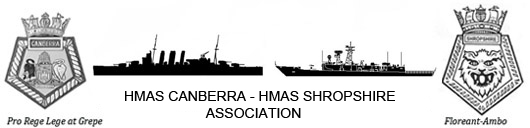 CANBERRA
SHROPSHIRE
HMAS CANBERRA - HMAS SHROPSHIRE
ASSOCIATION
Pro Rege Lege at Grepe
Floreant-Ambo